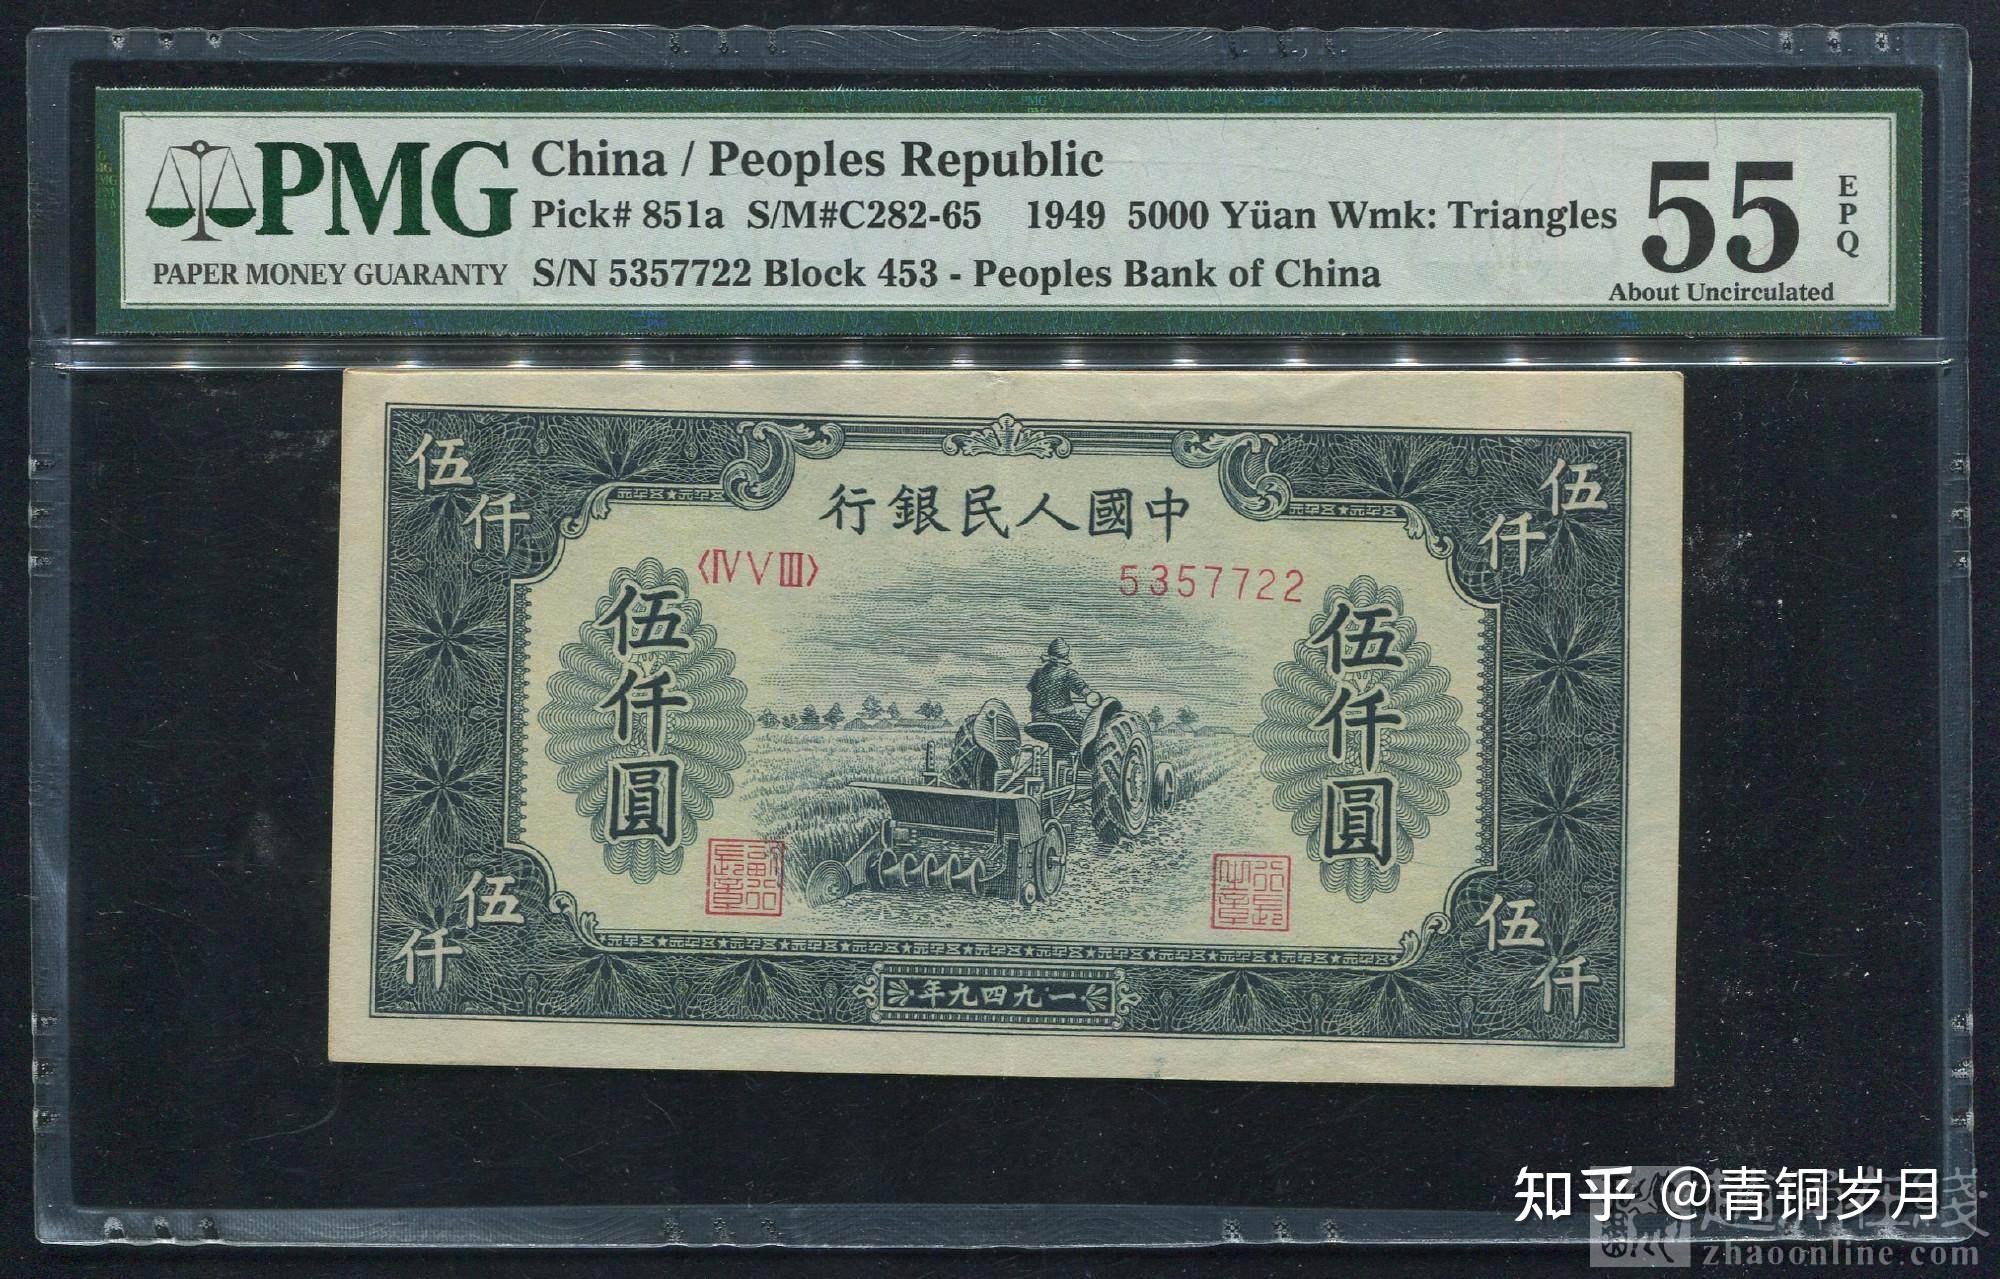 PMG
PAPER MONEY GUARANTY
China / Peoples Republic
Pick# 851a S/M#C282-65 1949 5000 Yüan Wmk: Triangles
S/N 5357722 Block 453 - Peoples Bank of China
55
EPQ
About Uncirculated
伍仟
伍仟
行銀民人國中
〈ⅣⅤⅢ〉
5357722
伍仟圓
伍仟圓
伍仟
伍仟
年九四九一
知乎 @青铜岁月
zhaoonline.com